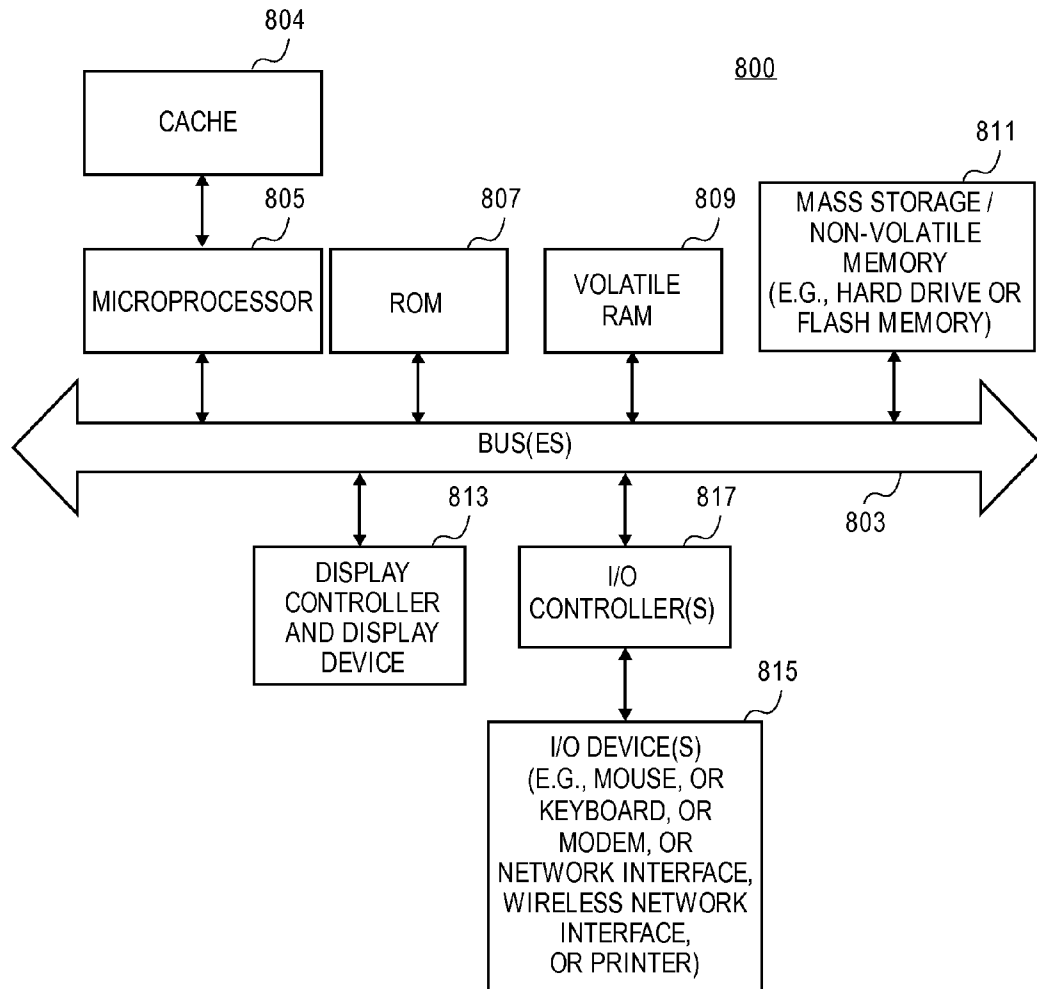 804
800
CACHE
811
805
807
809
MASS STORAGE /
NON-VOLATILE
MEMORY
(E.G., HARD DRIVE OR
FLASH MEMORY)
MICROPROCESSOR
ROM
VOLATILE
RAM
BUS(ES)
813
817
803
DISPLAY
CONTROLLER
AND DISPLAY
DEVICE
I/O
CONTROLLER(S)
815
I/O DEVICE(S)
(E.G., MOUSE, OR
KEYBOARD, OR
MODEM, OR
NETWORK INTERFACE,
WIRELESS NETWORK
INTERFACE,
OR PRINTER)